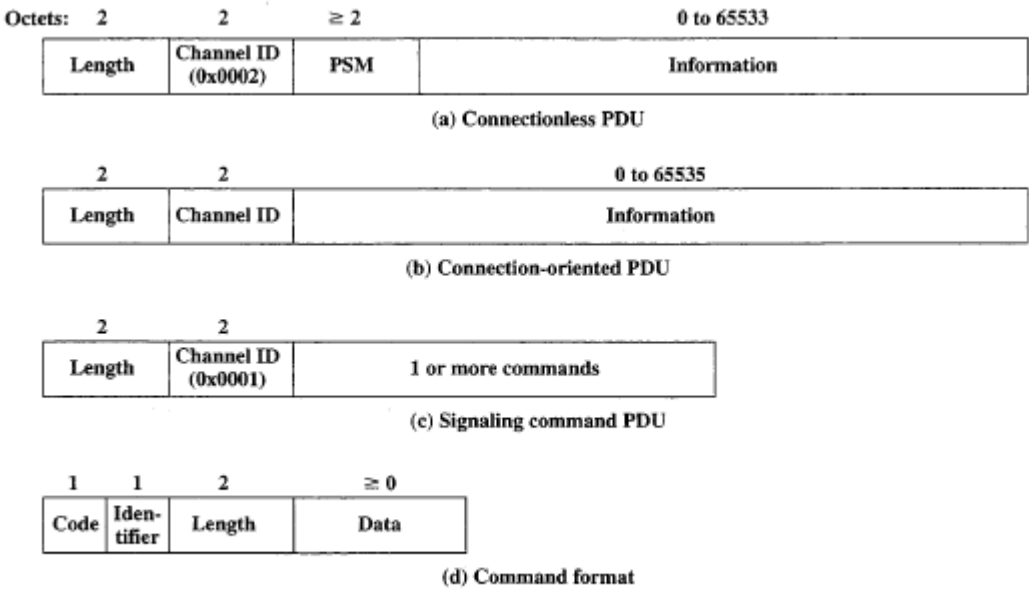 Octets: 2 2 ≥ 2 0 to 65533
Length Channel ID (0x0002) PSM Information
(a) Connectionless PDU
2 2 0 to 65535
Length Channel ID Information
(b) Connection-oriented PDU
2 2
Length Channel ID (0x0001) 1 or more commands
(c) Signaling command PDU
1 1 2 ≥ 0
Code Iden-tifier Length Data
(d) Command format